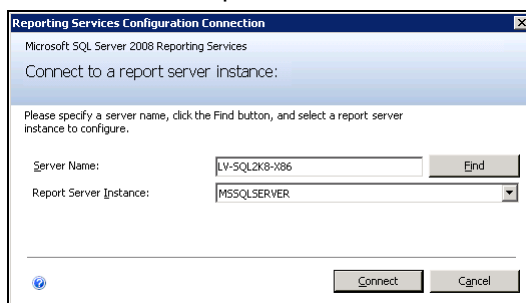 Reporting Services Configuration Connection
Microsoft SQL Server 2008 Reporting Services
Connect to a report server instance:
Please specify a server name, click the Find button, and select a report server
instance to configure.
Server Name:
LV-SQL2K8-X86
Find
Report Server Instance:
MSSQLSERVER
Connect
Cancel